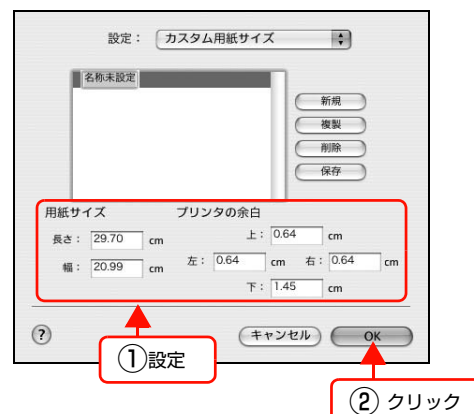 設定： カスタム用紙サイズ
名称未設定
新規
複製
削除
保存
用紙サイズ プリンタの余白
長さ： 29.70 cm 上： 0.64 cm
幅： 20.99 cm 左： 0.64 cm 右： 0.64 cm
下： 1.45 cm
? キャンセル OK
①設定
② クリック